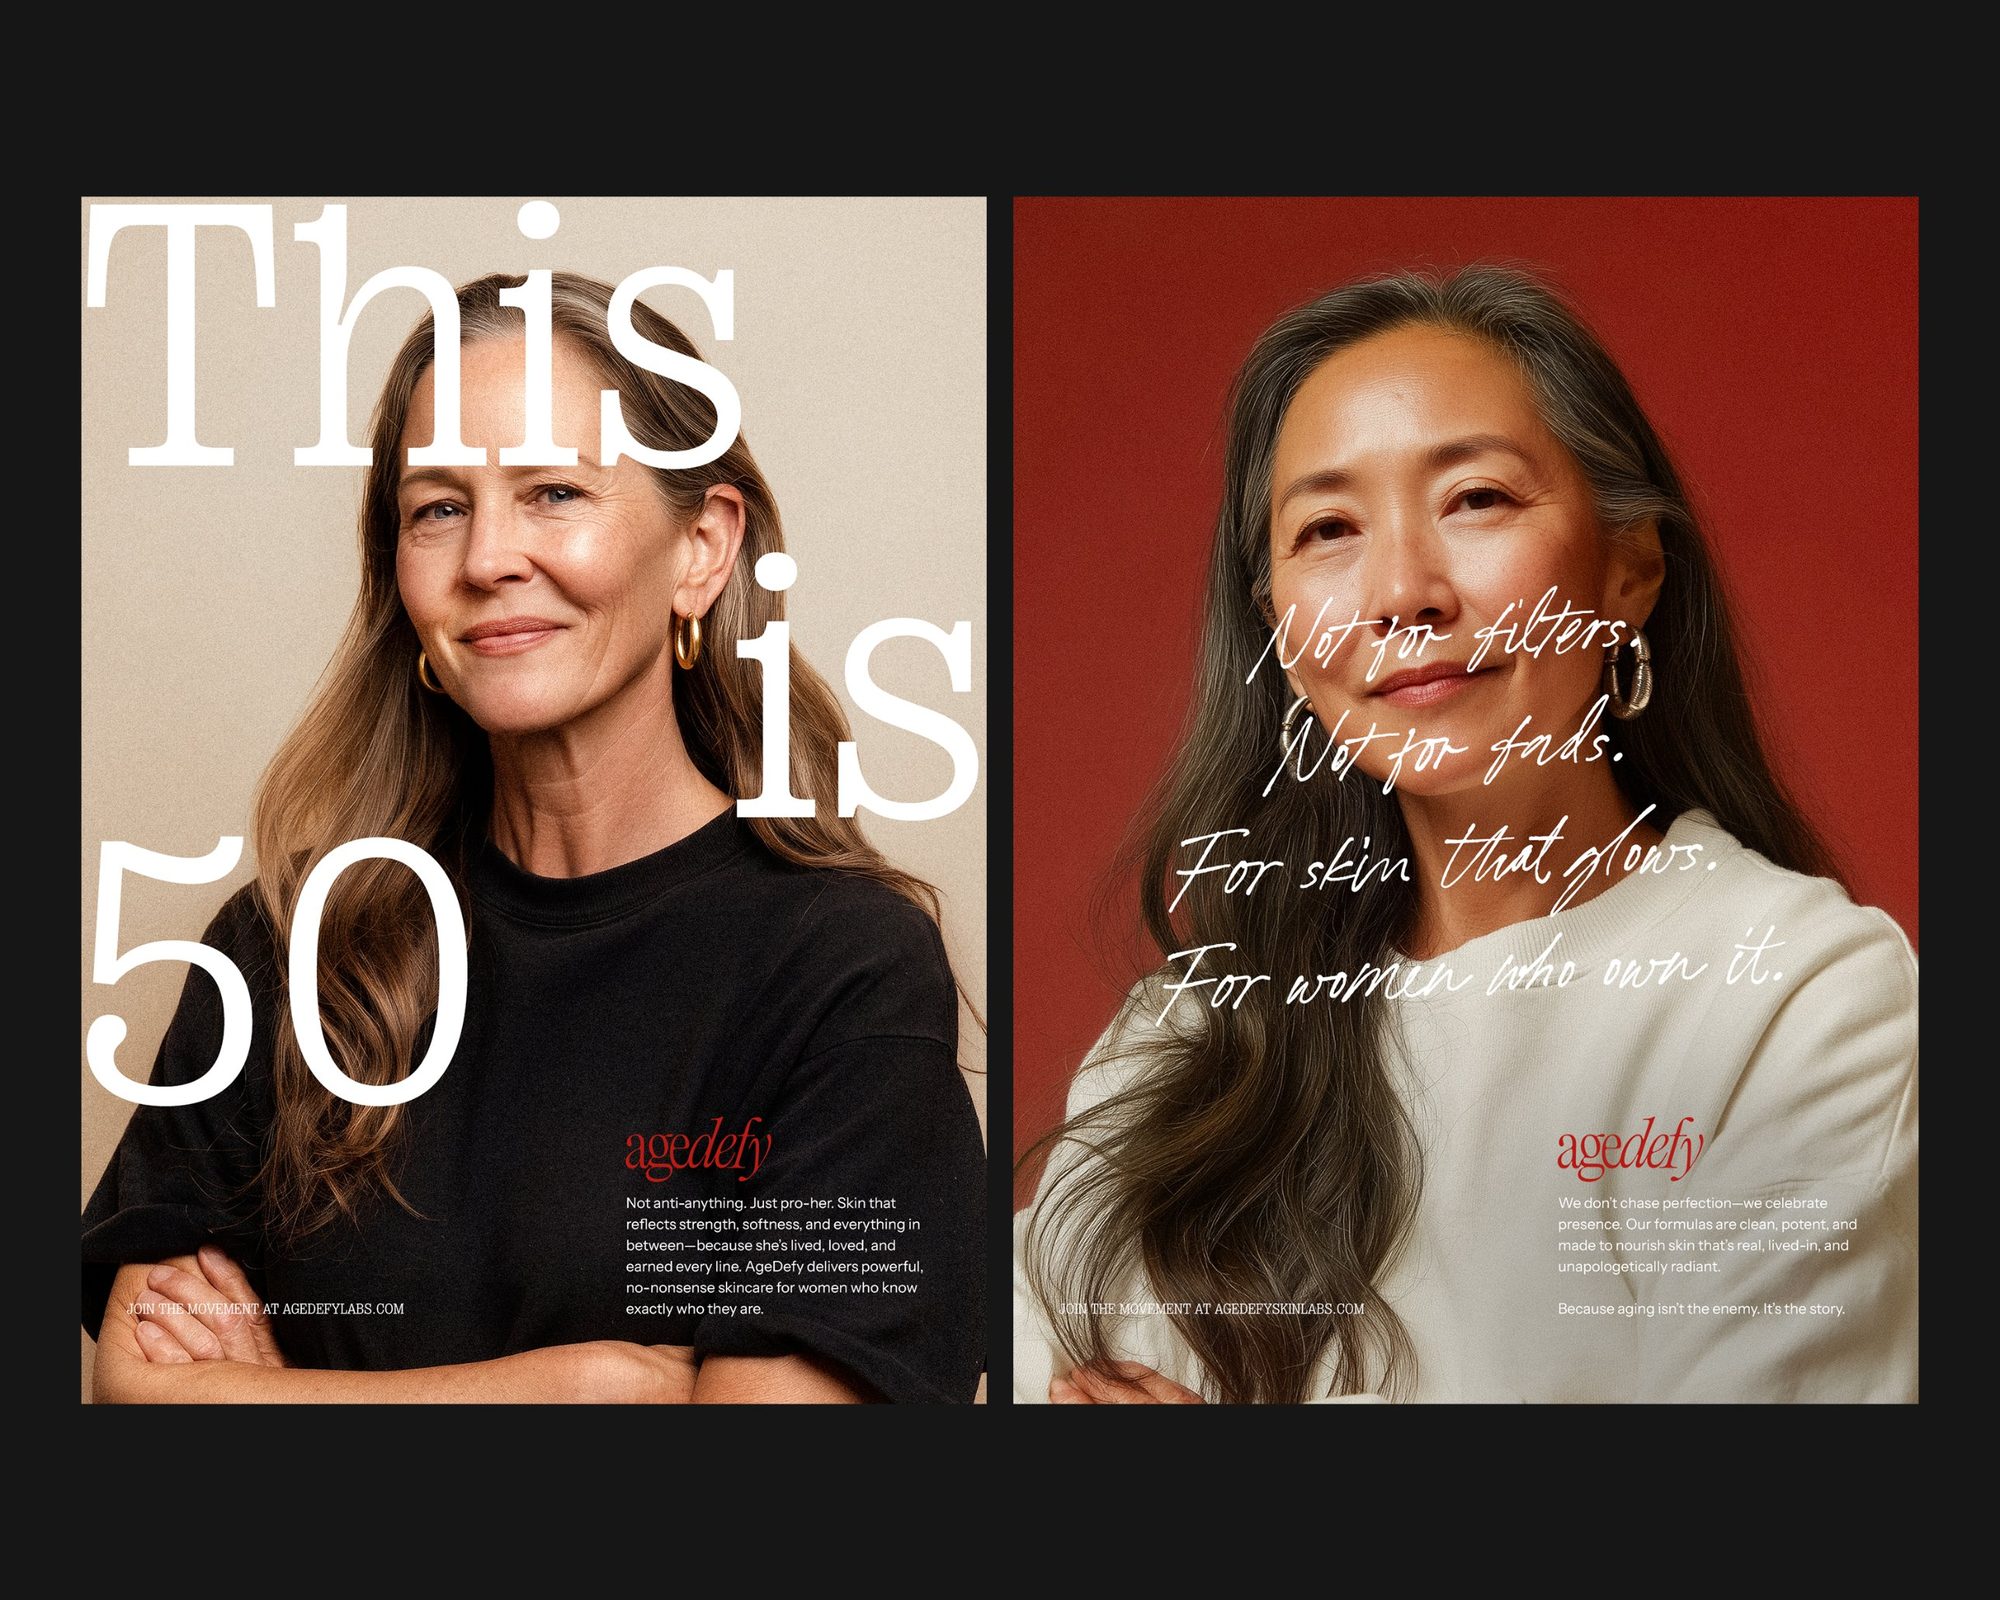 This
is
50
agedefy
Not anti-anything. Just pro-her. Skin that
reflects strength, softness, and everything in
between—because she's lived, loved, and
earned every line. AgeDefy delivers powerful,
no-nonsense skincare for women who know
exactly who they are.
JOIN THE MOVEMENT AT AGEDEFYLABS.COM
Not for filters.
Not for fads.
For skin that glows.
For women who own it.
agedefy
We don't chase perfection—we celebrate
presence. Our formulas are clean, potent, and
made to nourish skin that's real, lived-in, and
unapologetically radiant.
Because aging isn't the enemy. It's the story.
JOIN THE MOVEMENT AT AGEDEFYSKINLABS.COM